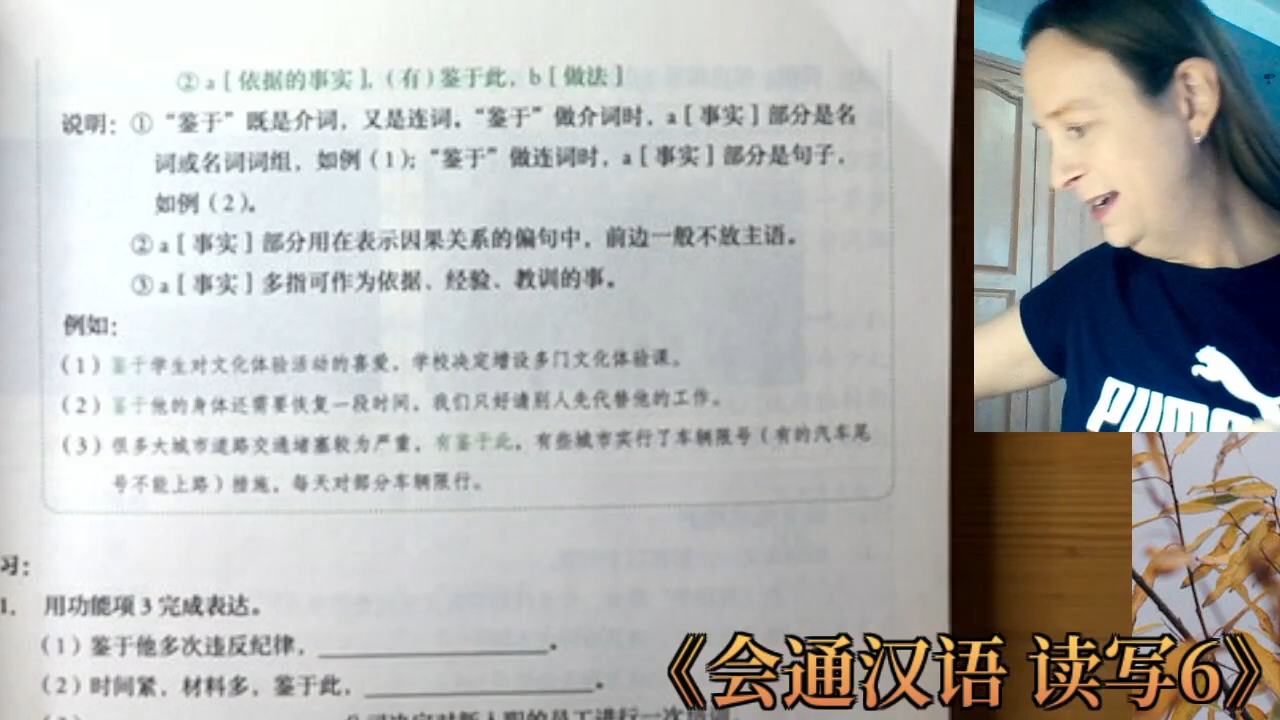 ② a [ 依据的事实 ],（有）鉴于此，b [ 做法 ]
说明：①“鉴于”既是介词，又是连词，“鉴于”做介词时，a [ 事实 ] 部分是名
词或名词词组，如例（1）；“鉴于”做连词时，a [ 事实 ] 部分是句子，
如例（2）。
② a [ 事实 ] 部分用在表示因果关系的偏句中，前边一般不放主语。
③ a [ 事实 ] 多指可作为依据、经验、教训的事。
例如：
（1）鉴于学生对文化体验活动的喜爱，学校决定增设多门文化体验课。
（2）鉴于他的身体还需要恢复一段时间，我们只好请别人先代替他的工作。
（3）很多大城市道路交通堵塞较为严重，有鉴于此，有些城市实行了车辆限号（有的汽车尾
号不能上路）措施，每天对部分车辆限行。
习：
1. 用功能项 3 完成表达。
（1）鉴于他多次违反纪律，
（2）时间紧，材料多，鉴于此，
PUMA
《会通汉语 读写6》